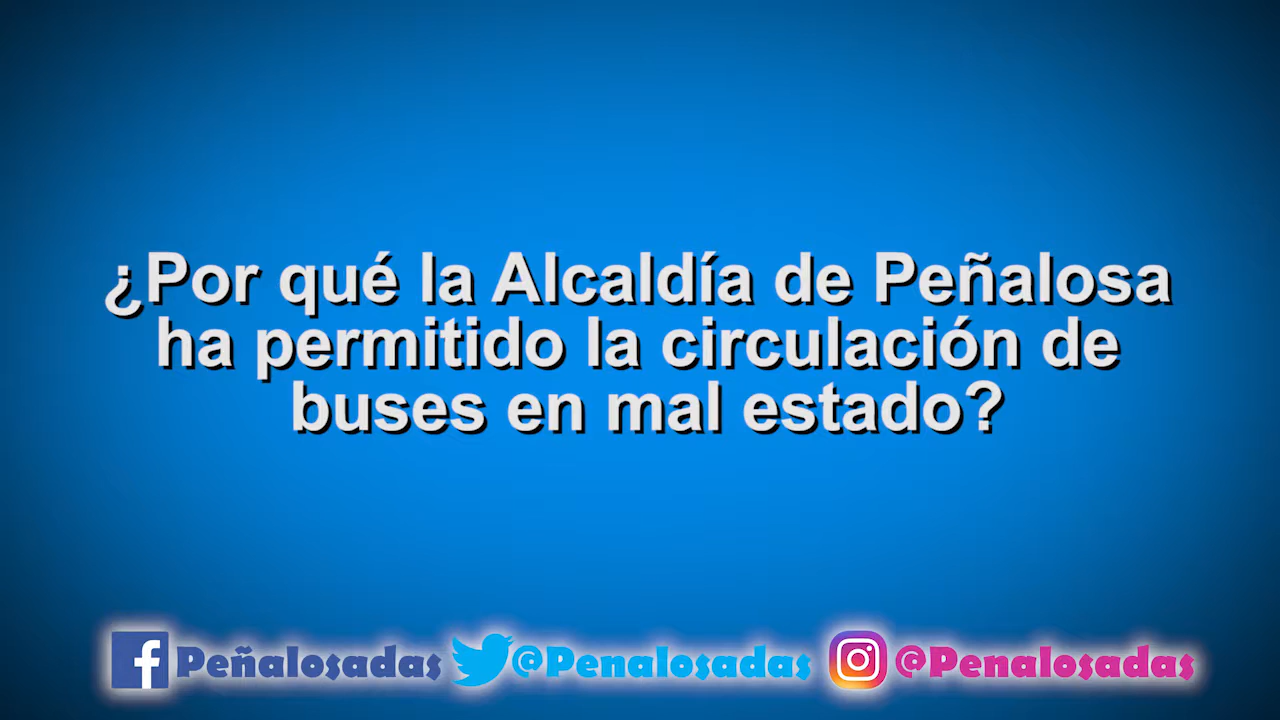 ¿Por qué la Alcaldía de Peñalosa
ha permitido la circulación de
buses en mal estado?
f Peñalosadas @Penalosadas @Penalosadas